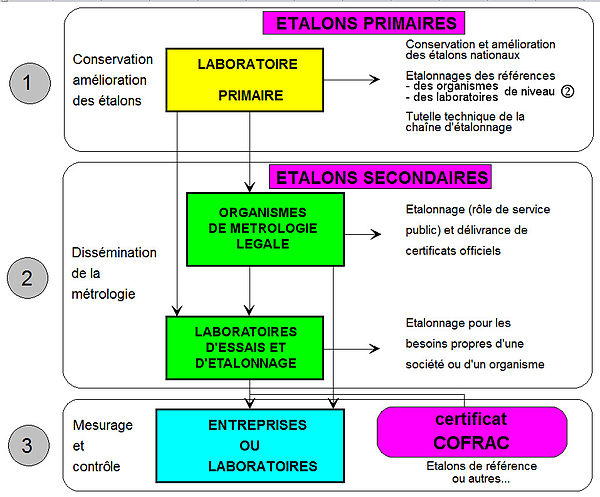 ETALONS PRIMAIRES
1
Conservation
amélioration
des étalons
LABORATOIRE
PRIMAIRE
Conservation et amélioration
des étalons nationaux
Etalonnages des références
- des organismes
- des laboratoires de niveau ②
Tutelle technique de la
chaîne d'étalonnage
ETALONS SECONDAIRES
2
Dissémination
de la
métrologie
ORGANISMES
DE METROLOGIE
LEGALE
Etalonnage (rôle de service
public) et délivrance de
certificats officiels
LABORATOIRES
D'ESSAIS ET
D'ETALONNAGE
Etalonnage pour les
besoins propres d'une
société ou d'un organisme
3
Mesurage
et
contrôle
ENTREPRISES
OU
LABORATOIRES
certificat
COFRAC
Etalons de référence
ou autres...